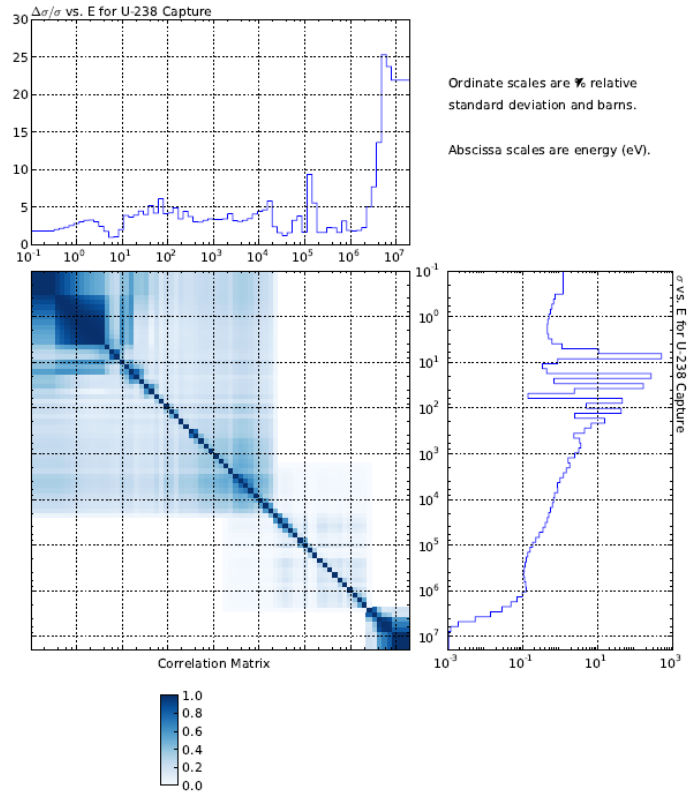 Δσ/σ vs. E for U-238 Capture
30
25
20
15
10
5
0
10⁻¹ 10⁰ 10¹ 10² 10³ 10⁴ 10⁵ 10⁶ 10⁷
Ordinate scales are % relative
standard deviation and barns.
Abscissa scales are energy (eV).
10⁻¹
10⁰
10¹
10²
10³
10⁴
10⁵
10⁶
10⁷
σ vs. E for U-238 Capture
10⁻³ 10⁻¹ 10¹ 10³
Correlation Matrix
1.0
0.8
0.6
0.4
0.2
0.0